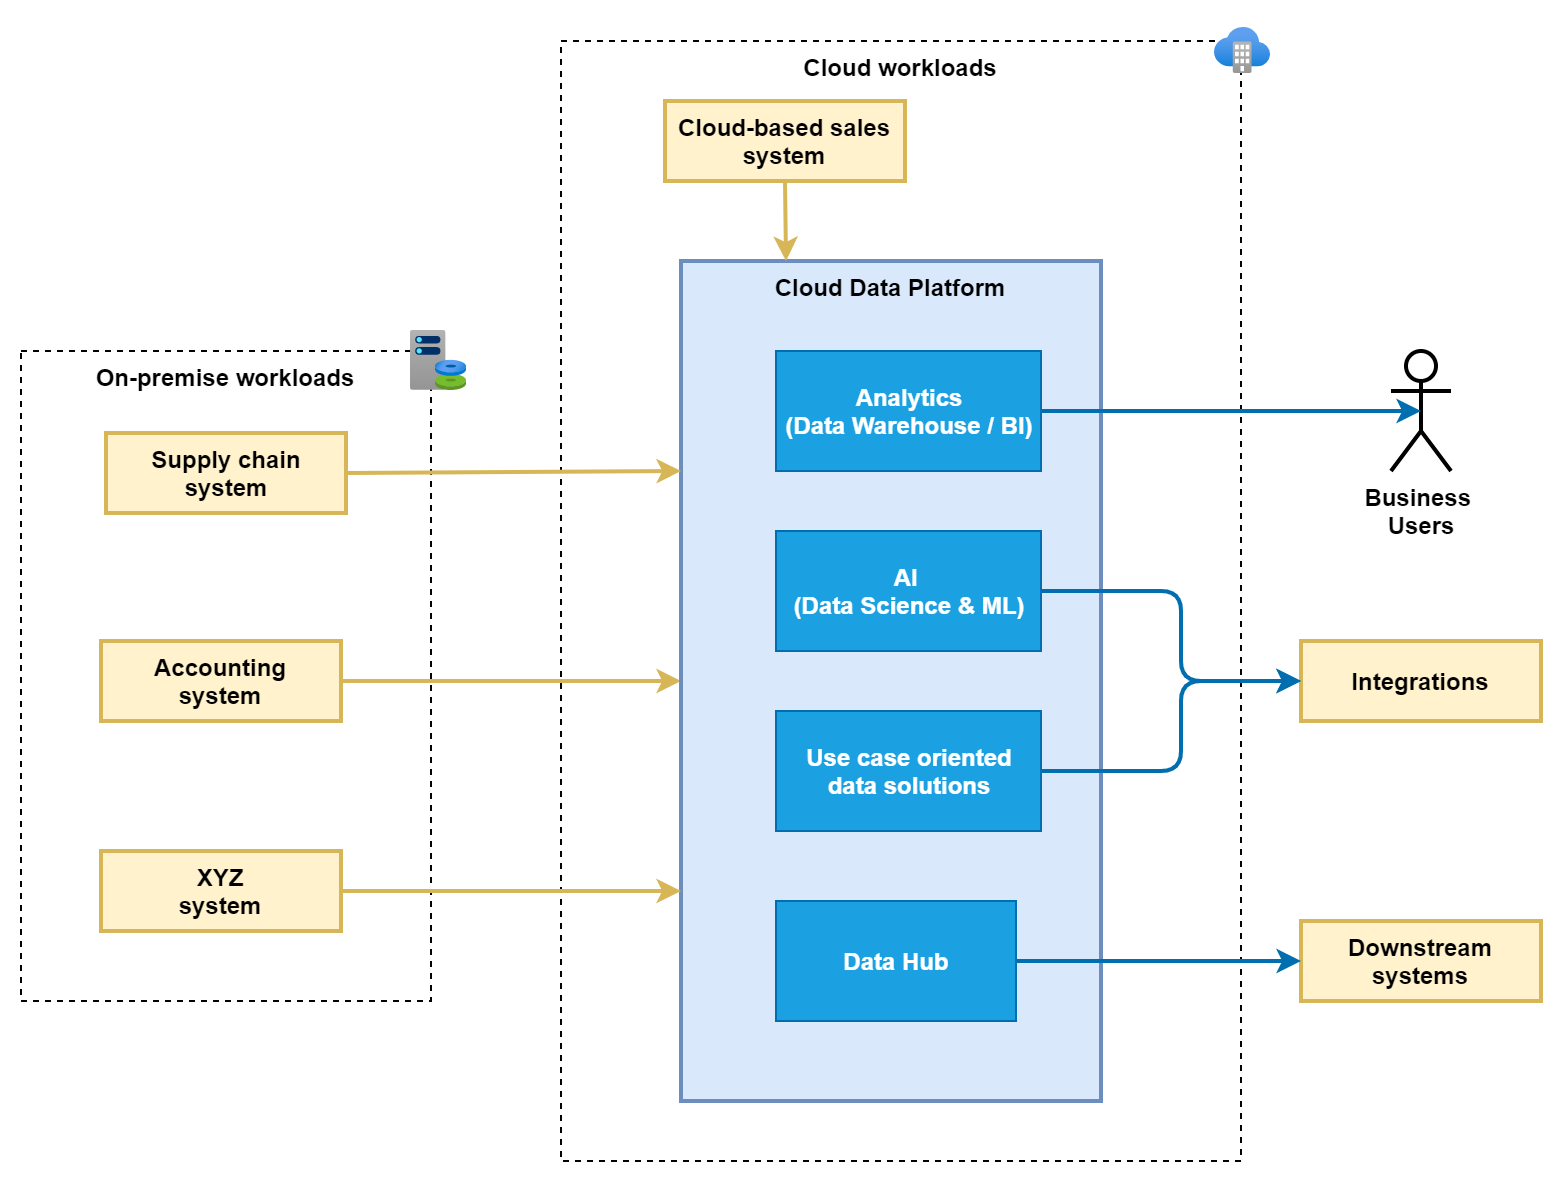 Cloud workloads
Cloud-based sales
system
Cloud Data Platform
On-premise workloads
Supply chain
system
Accounting
system
XYZ
system
Analytics
(Data Warehouse / BI)
AI
(Data Science & ML)
Use case oriented
data solutions
Data Hub
Business
Users
Integrations
Downstream
systems